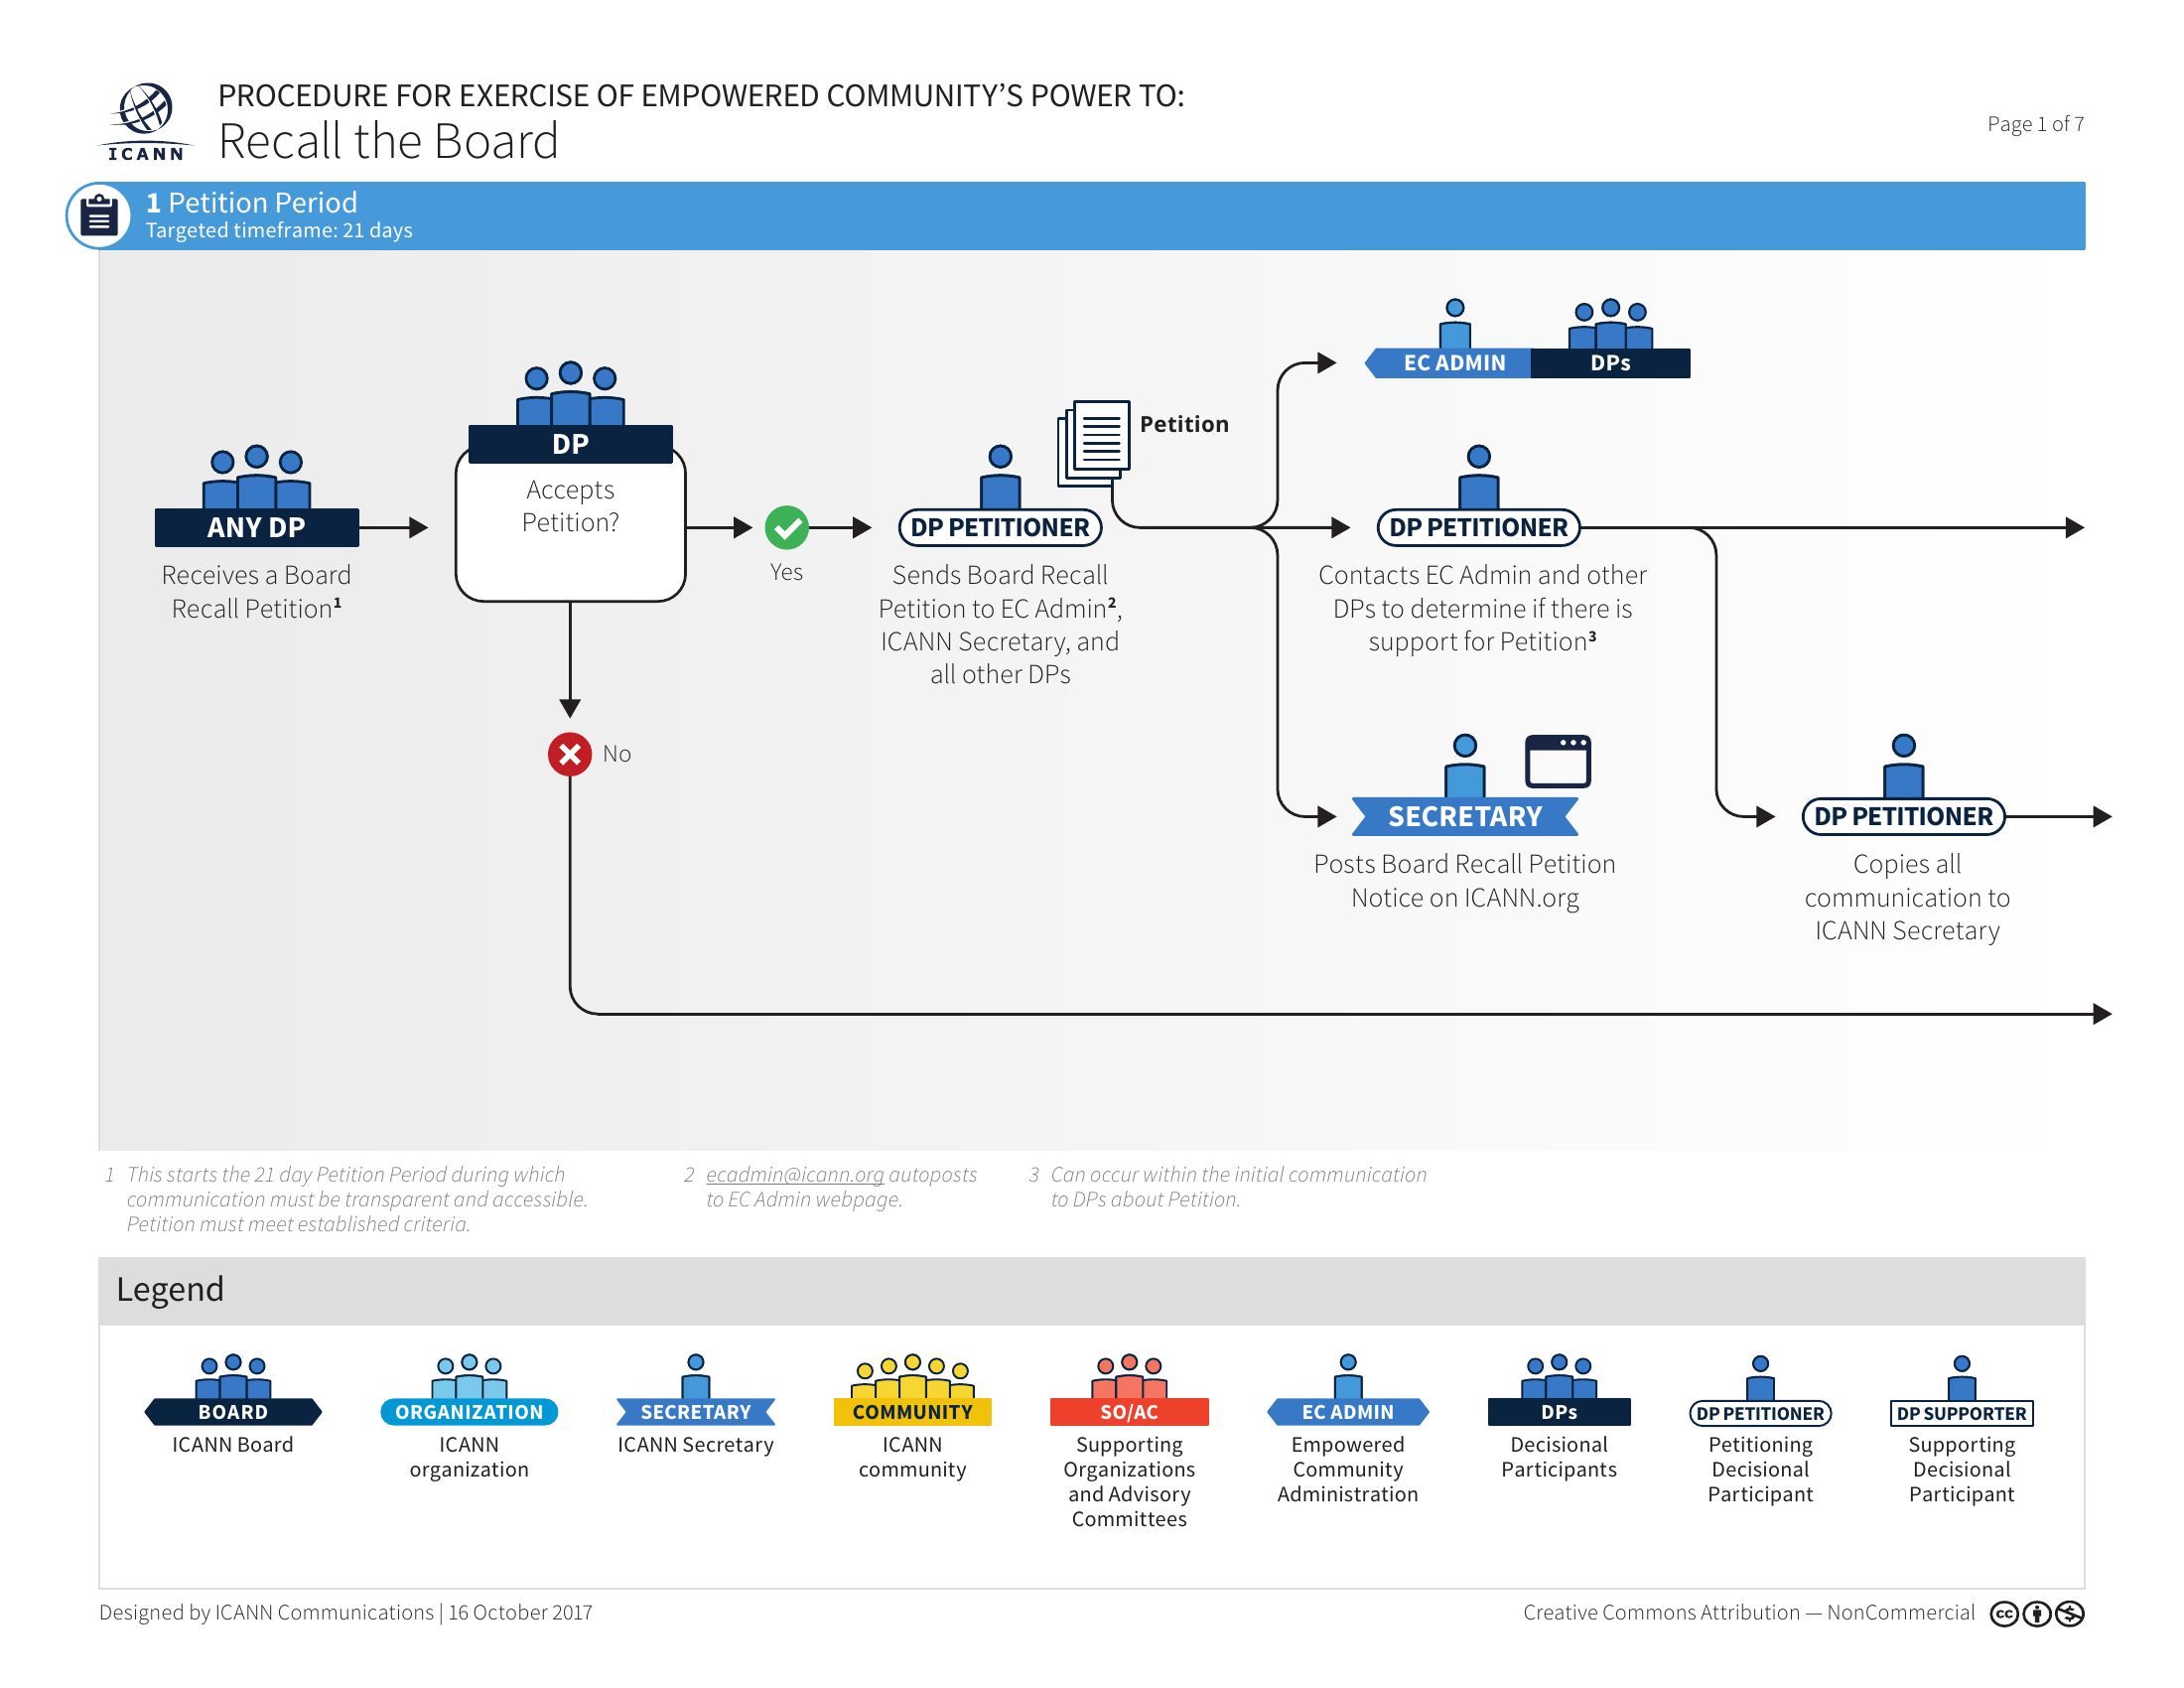 ICANN
PROCEDURE FOR EXERCISE OF EMPOWERED COMMUNITY’S POWER TO:
Recall the Board
Page 1 of 7
1 Petition Period
Targeted timeframe: 21 days
EC ADMIN
DPs
DP
Accepts
Petition?
Petition
ANY DP
Receives a Board
Recall Petition¹
Yes
DP PETITIONER
Sends Board Recall
Petition to EC Admin²,
ICANN Secretary, and
all other DPs
DP PETITIONER
Contacts EC Admin and other
DPs to determine if there is
support for Petition³
No
SECRETARY
Posts Board Recall Petition
Notice on ICANN.org
DP PETITIONER
Copies all
communication to
ICANN Secretary
1 This starts the 21 day Petition Period during which
communication must be transparent and accessible.
Petition must meet established criteria.
2 ecadmin@icann.org autoposts
to EC Admin webpage.
3 Can occur within the initial communication
to DPs about Petition.
Legend
BOARD
ICANN Board
ORGANIZATION
ICANN
organization
SECRETARY
ICANN Secretary
COMMUNITY
ICANN
community
SO/AC
Supporting
Organizations
and Advisory
Committees
EC ADMIN
Empowered
Community
Administration
DPs
Decisional
Participants
DP PETITIONER
Petitioning
Decisional
Participant
DP SUPPORTER
Supporting
Decisional
Participant
Designed by ICANN Communications | 16 October 2017
Creative Commons Attribution — NonCommercial
cc